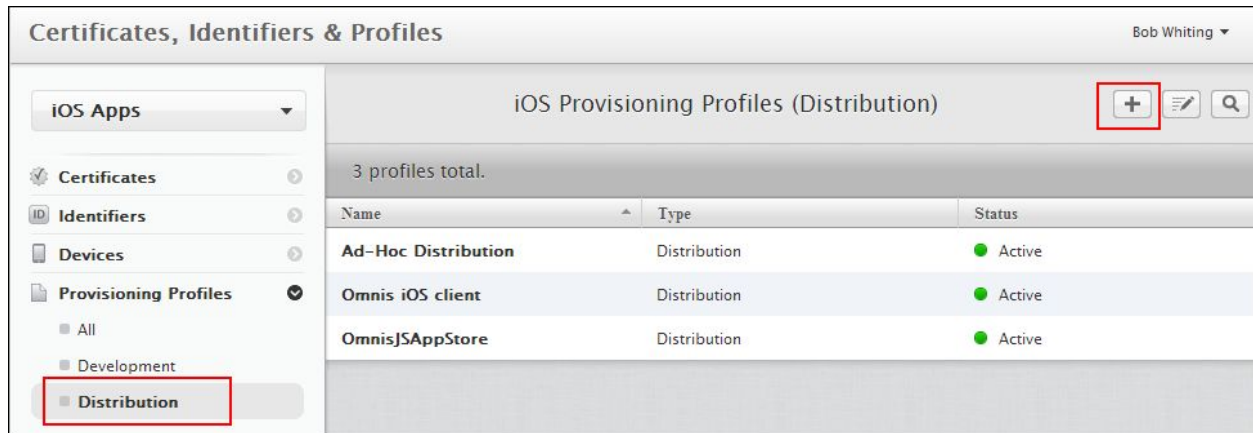 Certificates, Identifiers & Profiles
Bob Whiting
iOS Apps
iOS Provisioning Profiles (Distribution)
3 profiles total.
Certificates
ID Identifiers
Devices
Provisioning Profiles
All
Development
Distribution
Name Type Status
Ad-Hoc Distribution Distribution Active
Omnis iOS client Distribution Active
OmnisJSAppStore Distribution Active